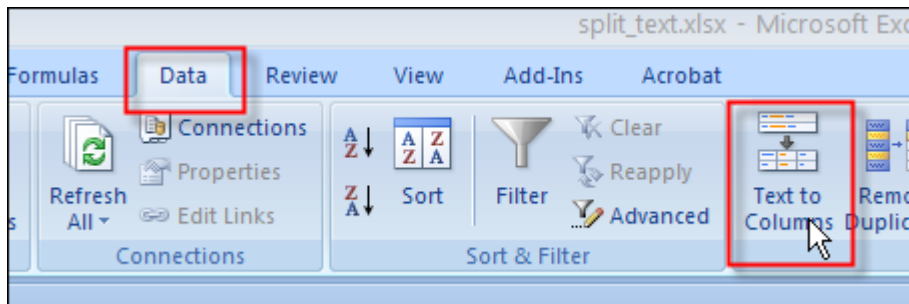 split_text.xlsx - Microsoft Exc
Formulas Data Review View Add-Ins Acrobat
Refresh All
Connections
Properties
Edit Links
Connections
A Z
Z A
A Z
Z A
Sort
Filter
Clear
Reapply
Advanced
Sort & Filter
Text to
Columns
Remo
Duplic